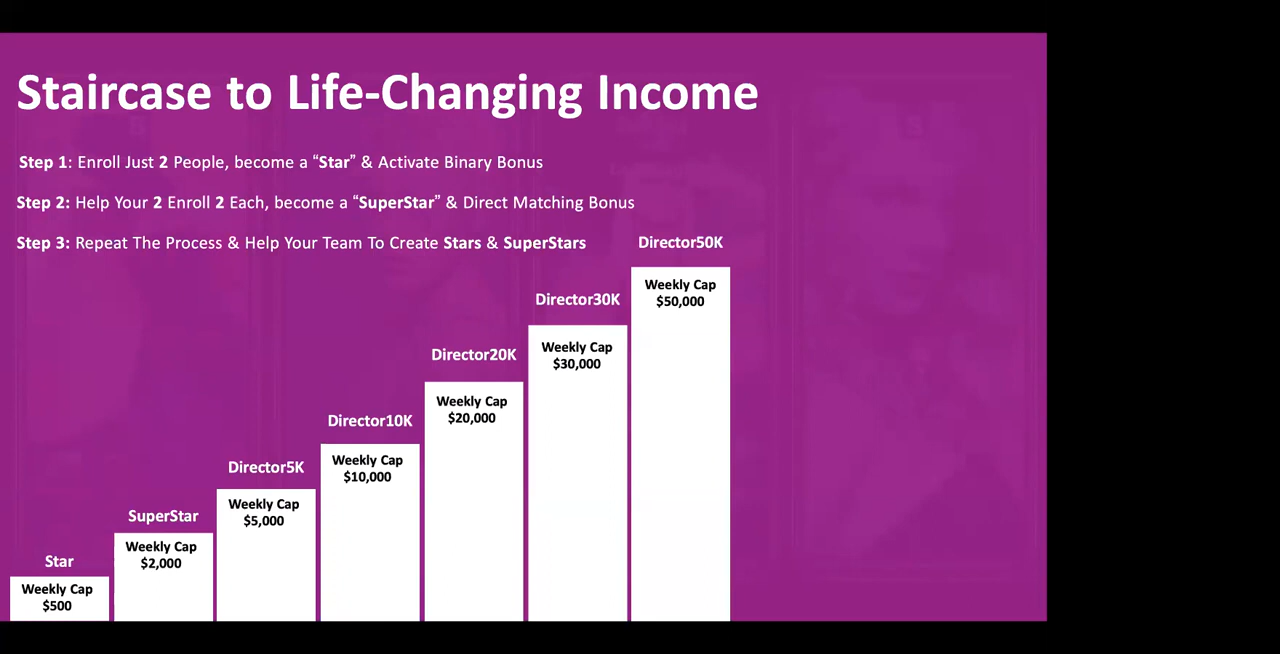 Staircase to Life-Changing Income
Step 1: Enroll Just 2 People, become a “Star” & Activate Binary Bonus
Step 2: Help Your 2 Enroll 2 Each, become a “SuperStar” & Direct Matching Bonus
Step 3: Repeat The Process & Help Your Team To Create Stars & SuperStars
Star
Weekly Cap
$500
SuperStar
Weekly Cap
$2,000
Director5K
Weekly Cap
$5,000
Director10K
Weekly Cap
$10,000
Director20K
Weekly Cap
$20,000
Director30K
Weekly Cap
$30,000
Director50K
Weekly Cap
$50,000